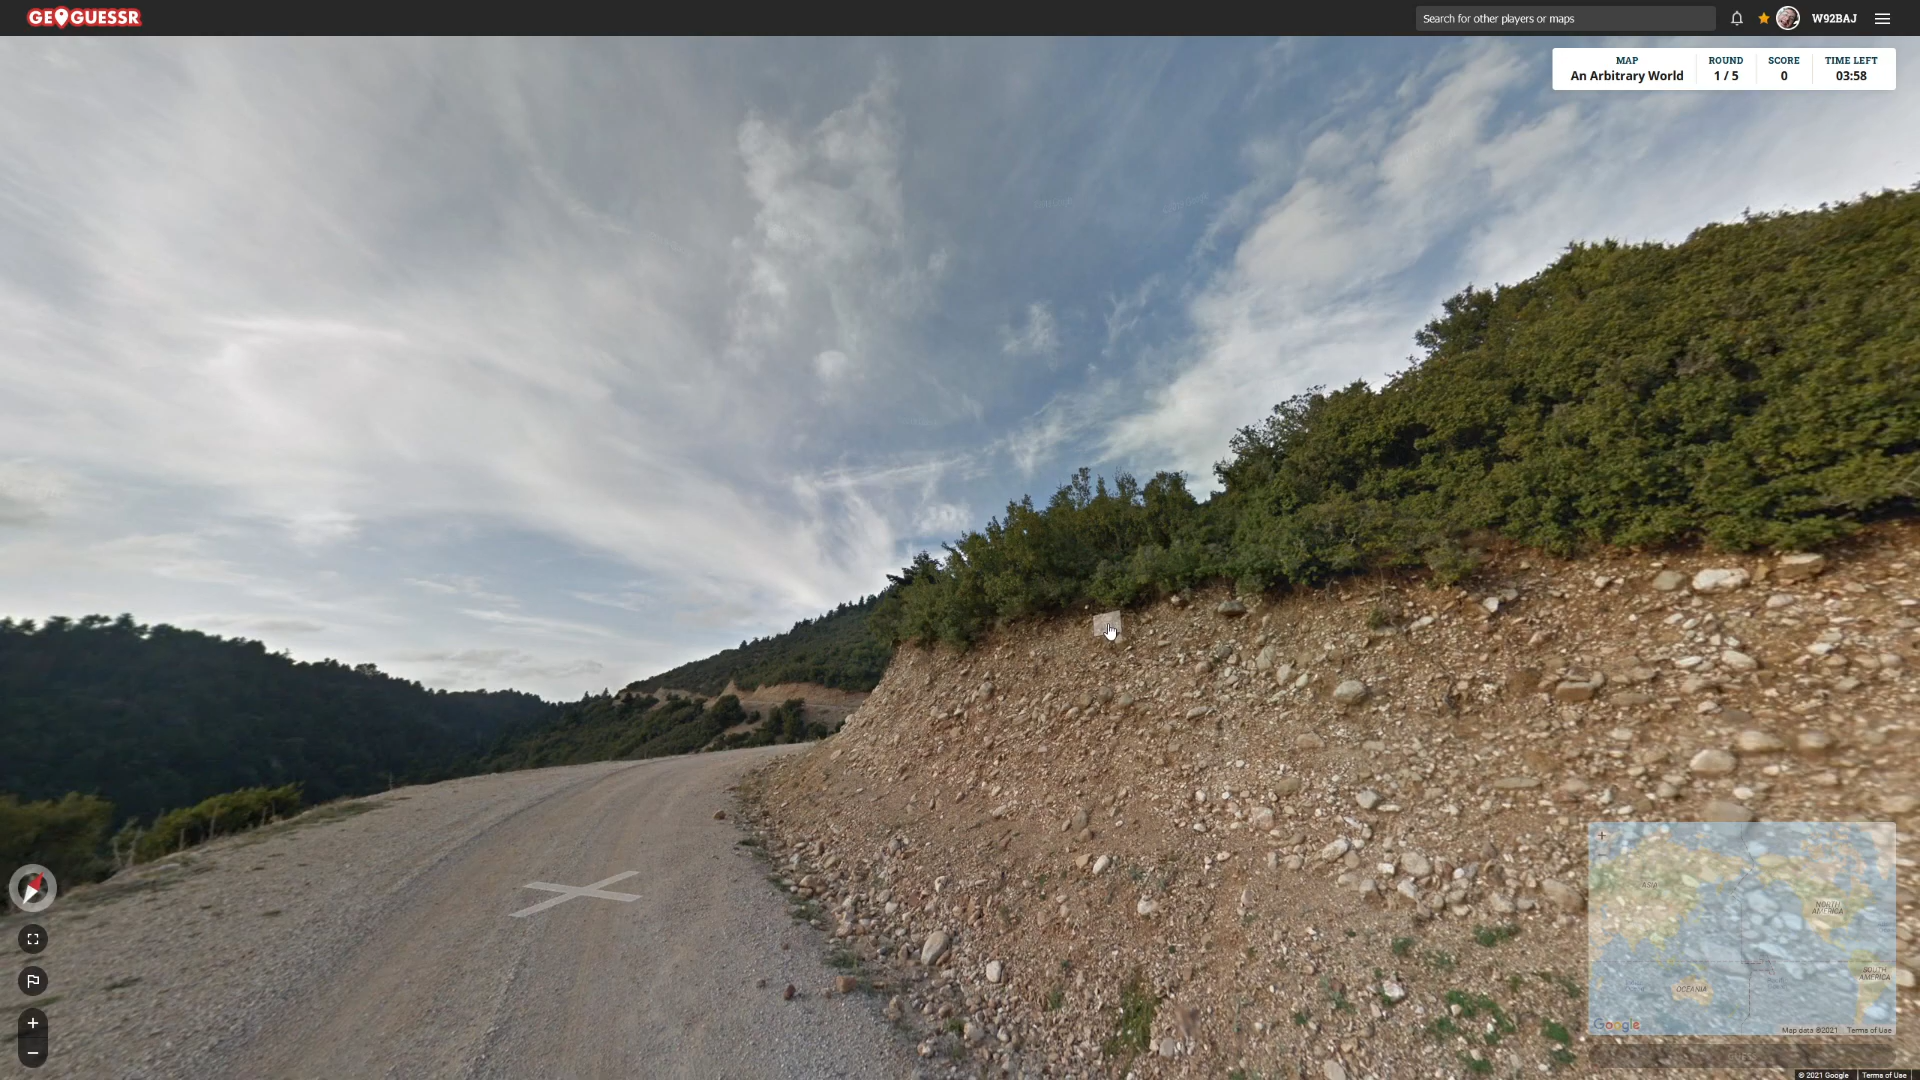 GEOGUESSR
Search for other players or maps
W92BAJ
MAP
An Arbitrary World
ROUND
1 / 5
SCORE
0
TIME LEFT
03:58
ASIA
NORTH
AMERICA
SOUTH
AMERICA
OCEANIA
Google
Map data ©2021
Terms of Use
© 2021 Google
Terms of Use